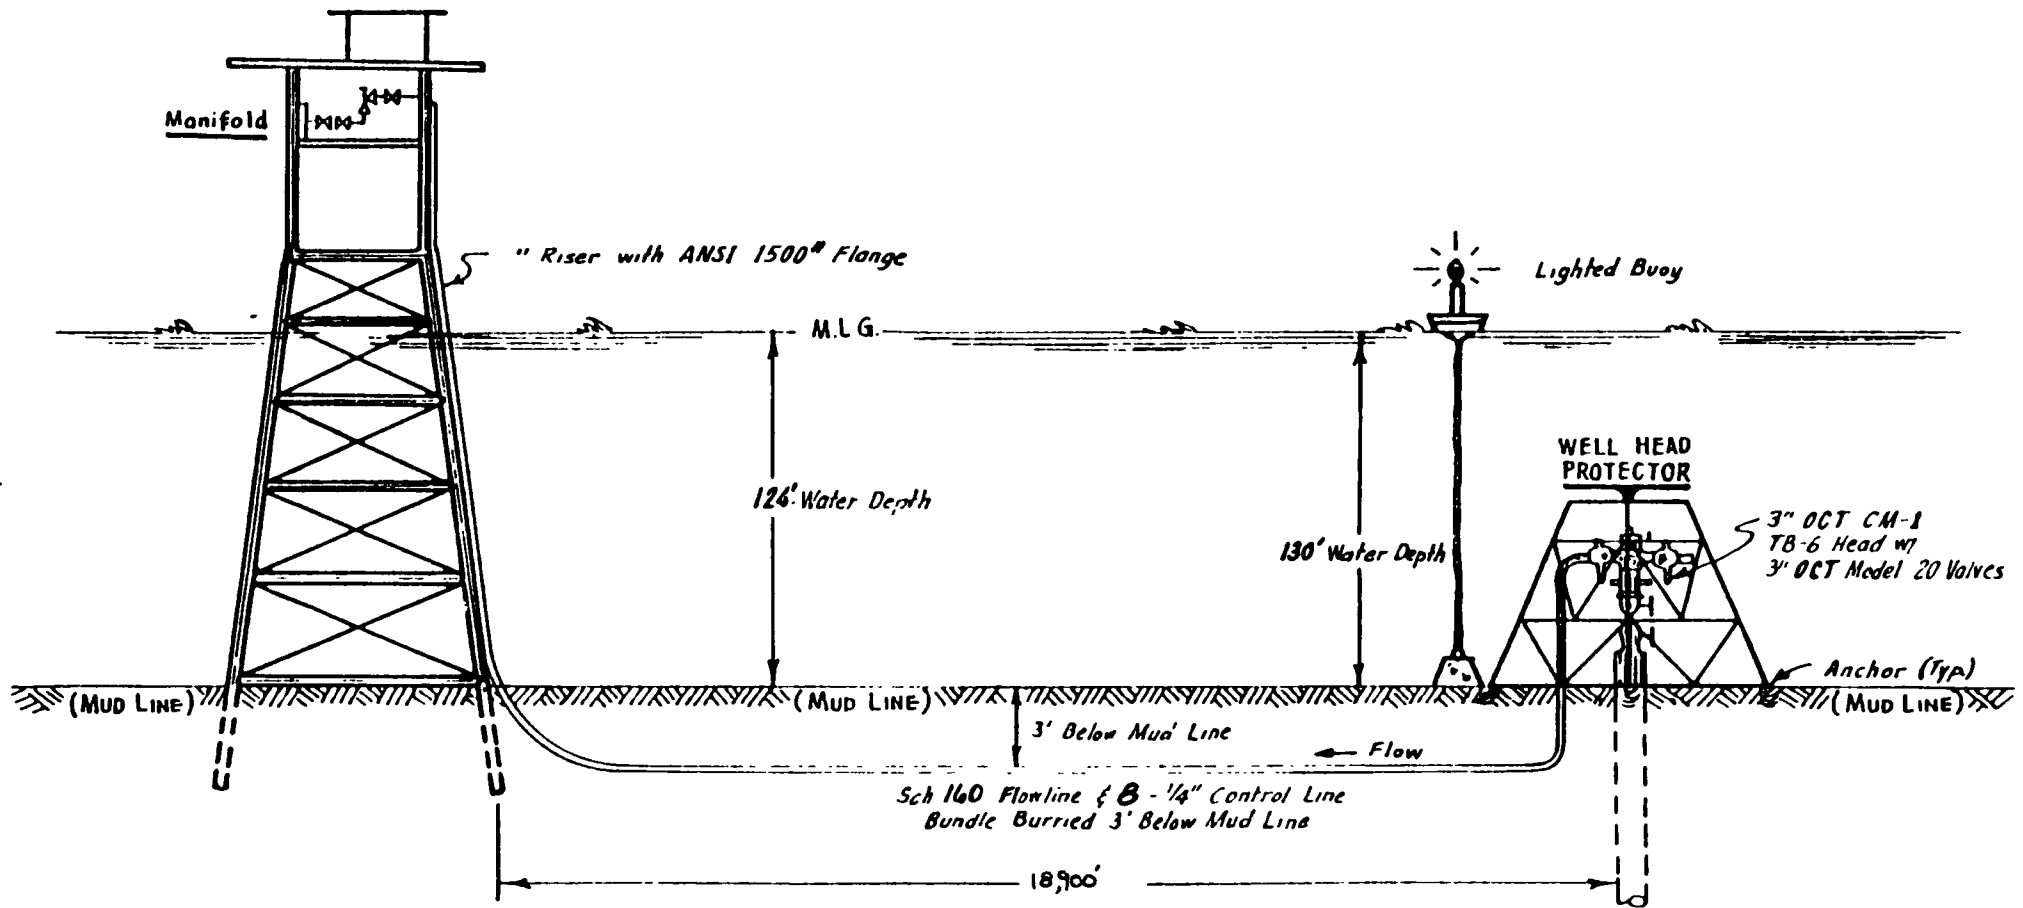 Manifold
" Riser with ANSI 1500# Flange
Lighted Buoy
M.L.G.
WELL HEAD
PROTECTOR
126' Water Depth
130' Water Depth
3" OCT CM-1
TB-6 Head w/
3" OCT Model 20 Valves
Anchor (Typ)
(MUD LINE)
(MUD LINE)
(MUD LINE)
3' Below Mud Line
Flow
Sch 160 Flowline & 8 - 1/4" Control Line
Bundle Burried 3' Below Mud Line
18,900'